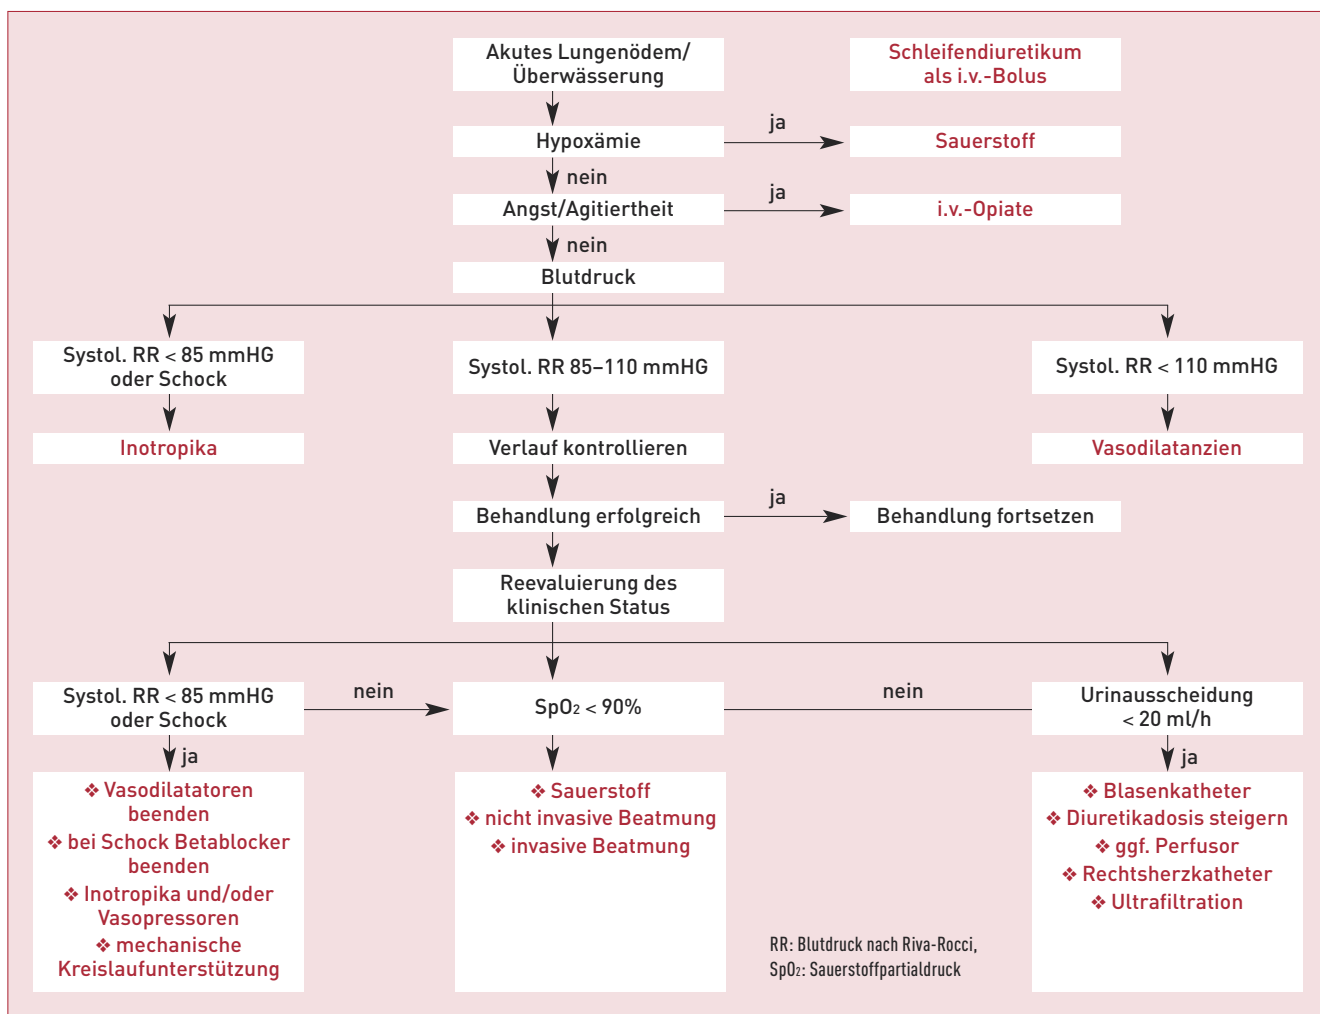 Akutes Lungenödem/
Überwässerung
Schleifendiuretikum
als i.v.-Bolus
ja
Hypoxämie
Sauerstoff
nein
ja
Angst/Agitiertheit
i.v.-Opiate
nein
Blutdruck
Systol. RR < 85 mmHG
oder Schock
Systol. RR 85–110 mmHG
Systol. RR < 110 mmHG
Inotropika
Verlauf kontrollieren
Vasodilatanzien
ja
Behandlung erfolgreich
Behandlung fortsetzen
Reevaluierung des
klinischen Status
Systol. RR < 85 mmHG
oder Schock
nein
SpO₂ < 90%
nein
Urinausscheidung
< 20 ml/h
ja
ja
❖ Vasodilatatoren
beenden
❖ bei Schock Betablocker
beenden
❖ Inotropika und/oder
Vasopressoren
❖ mechanische
Kreislaufunterstützung
❖ Sauerstoff
❖ nicht invasive Beatmung
❖ invasive Beatmung
❖ Blasenkatheter
❖ Diuretikadosis steigern
❖ ggf. Perfusor
❖ Rechtsherzkatheter
❖ Ultrafiltration
RR: Blutdruck nach Riva-Rocci,
SpO₂: Sauerstoffpartialdruck